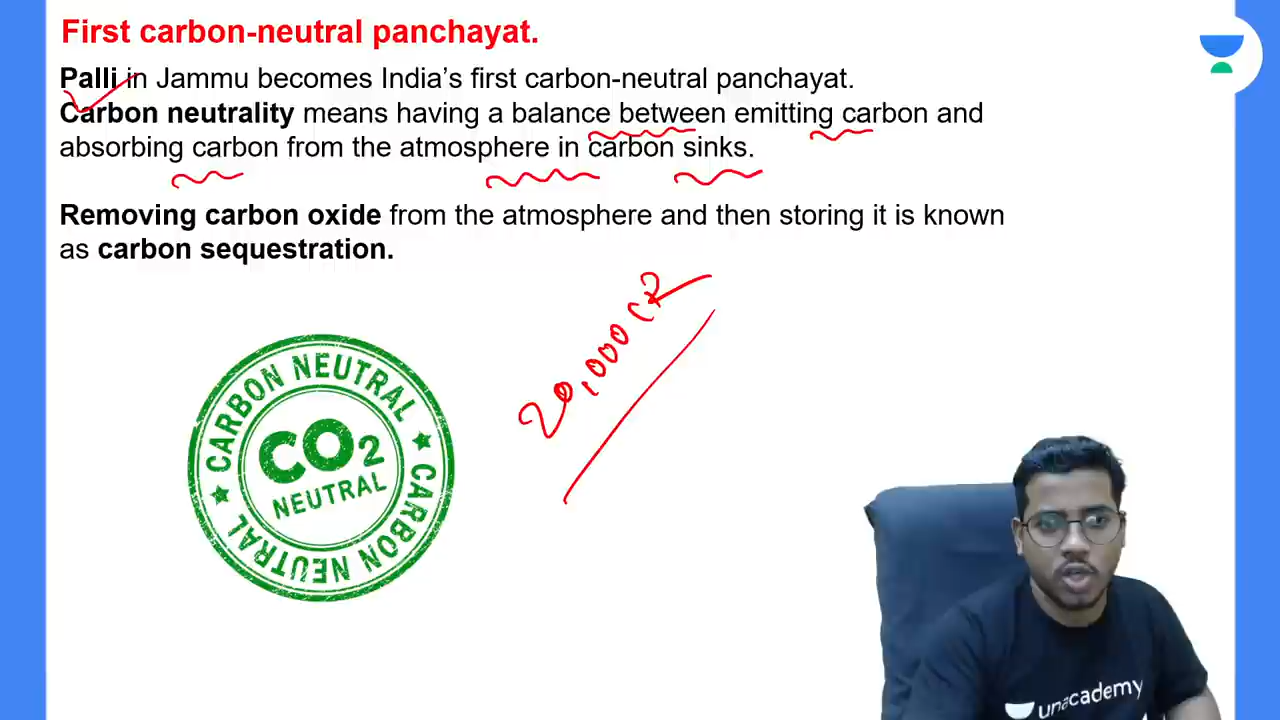 First carbon-neutral panchayat.
Palli in Jammu becomes India's first carbon-neutral panchayat.
Carbon neutrality means having a balance between emitting carbon and
absorbing carbon from the atmosphere in carbon sinks.
Removing carbon oxide from the atmosphere and then storing it is known
as carbon sequestration.
20,000 Cr
CARBON NEUTRAL
CO2
NEUTRAL
CARBON NEUTRAL
unacademy